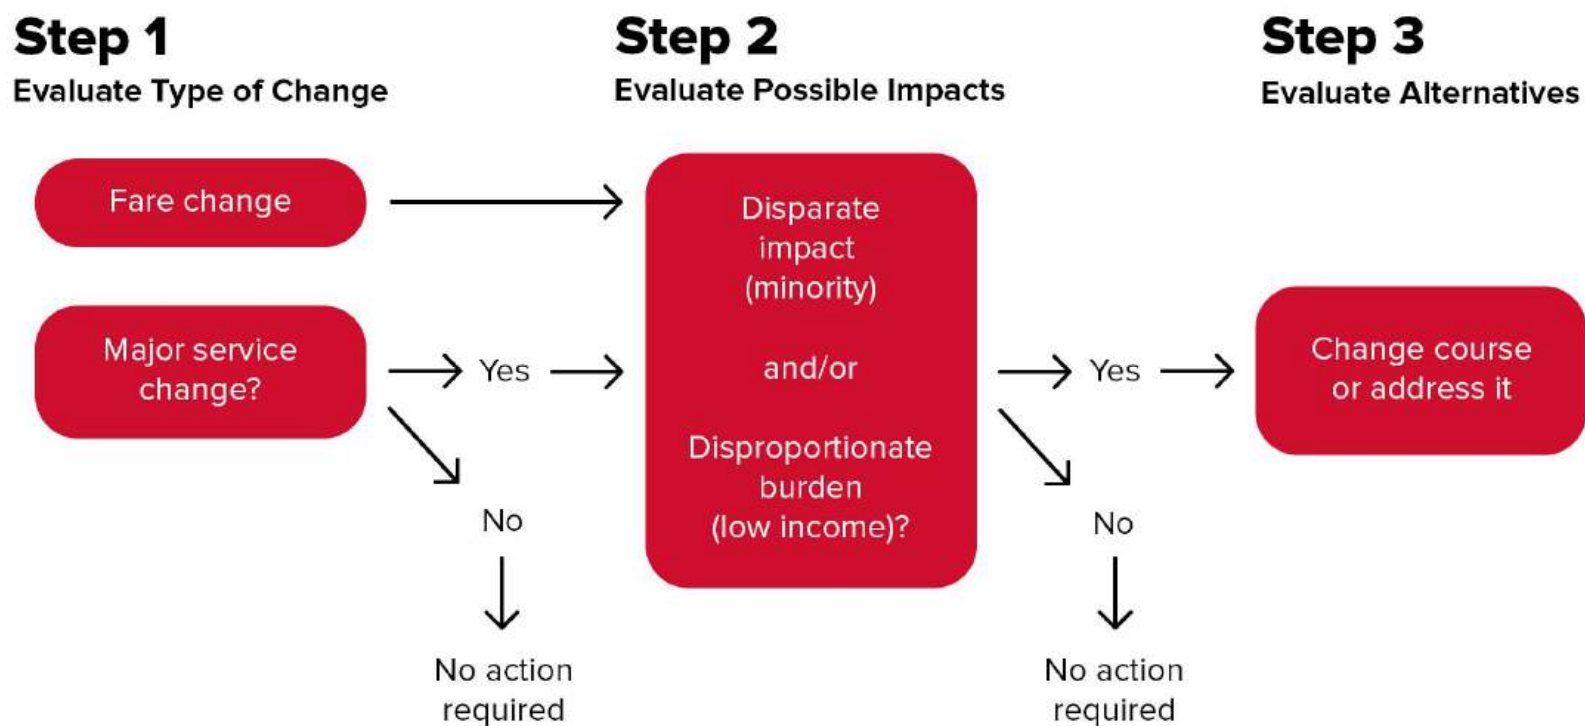 Step 1
Evaluate Type of Change
Fare change
Major service
change?
Yes
No
No action
required
Step 2
Evaluate Possible Impacts
Disparate
impact
(minority)
and/or
Disproportionate
burden
(low income)?
Yes
No
No action
required
Step 3
Evaluate Alternatives
Change course
or address it